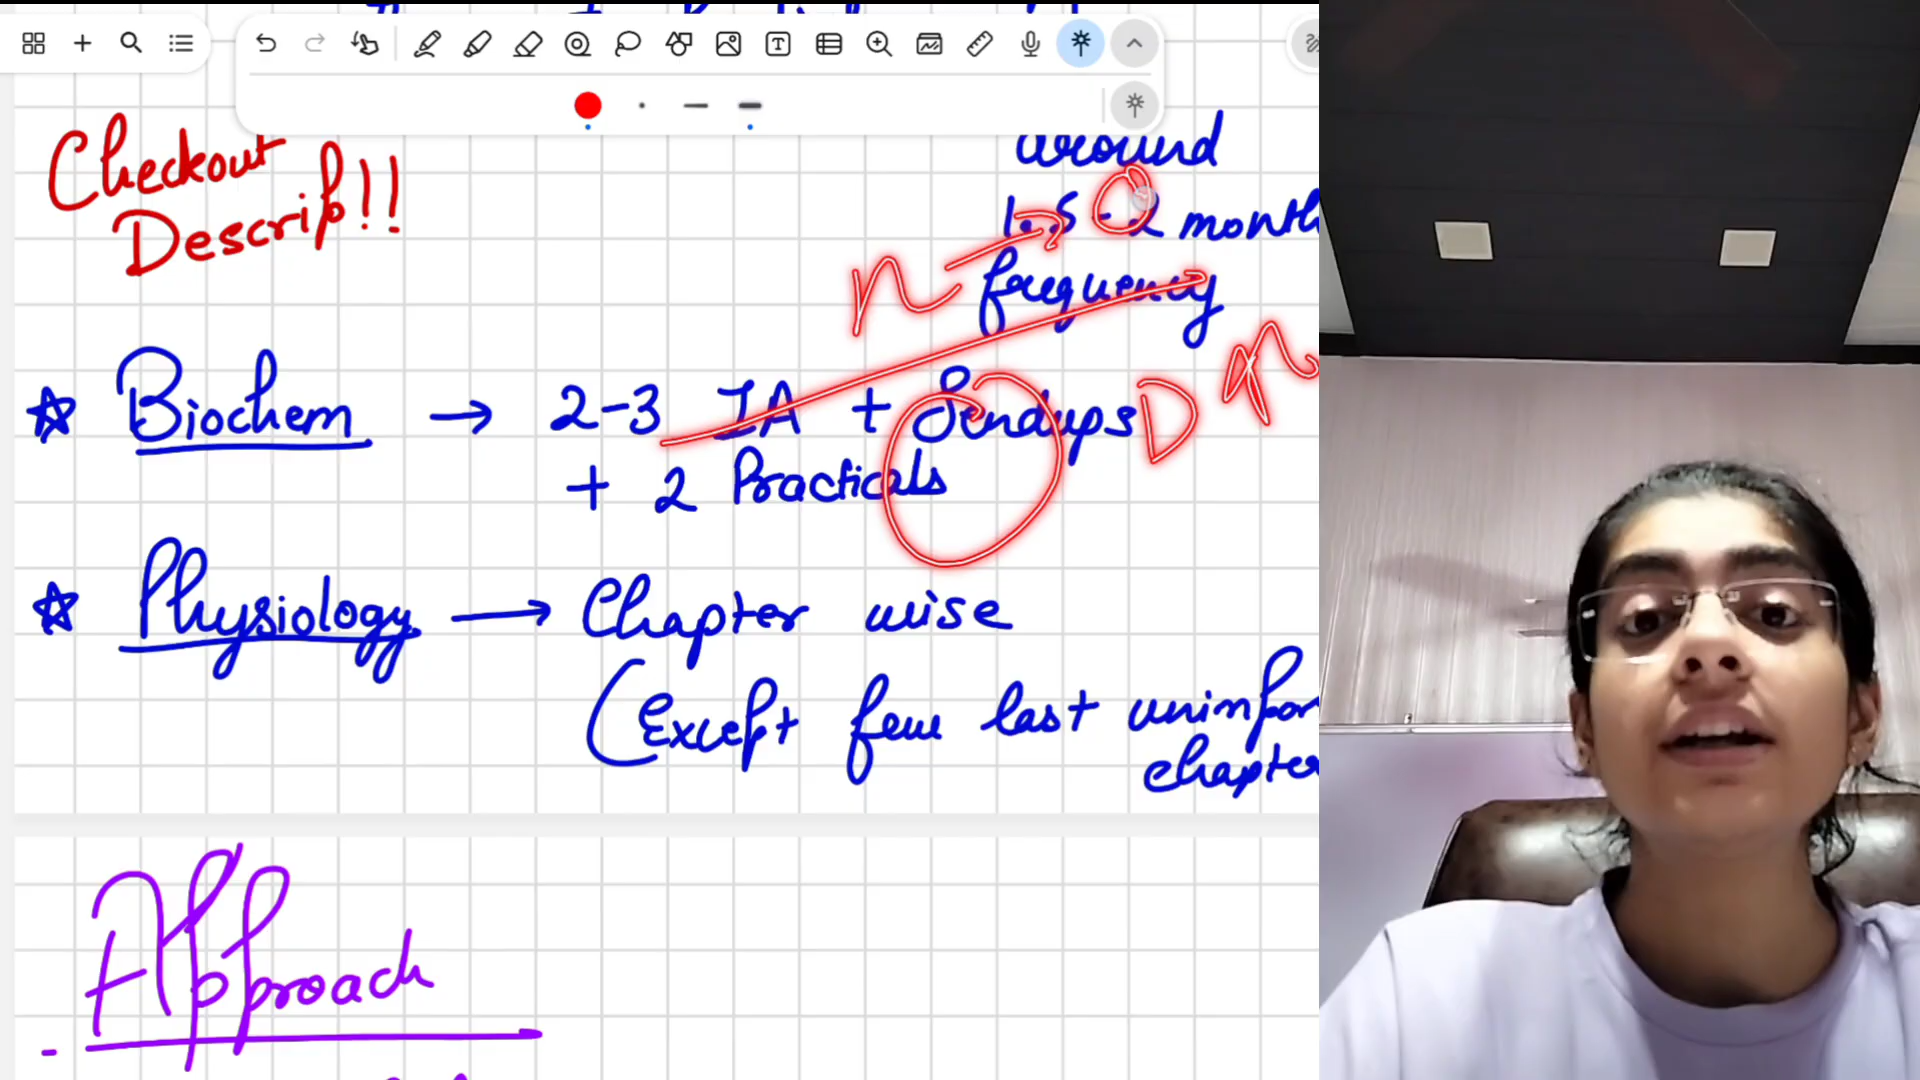 Checkout
Descrip!!
around
1.5-2 month
frequency
Biochem → 2-3 IA + Sendups
+ 2 Practicals
Physiology → Chapter wise
(Except few last unimpor
chapter
Approach